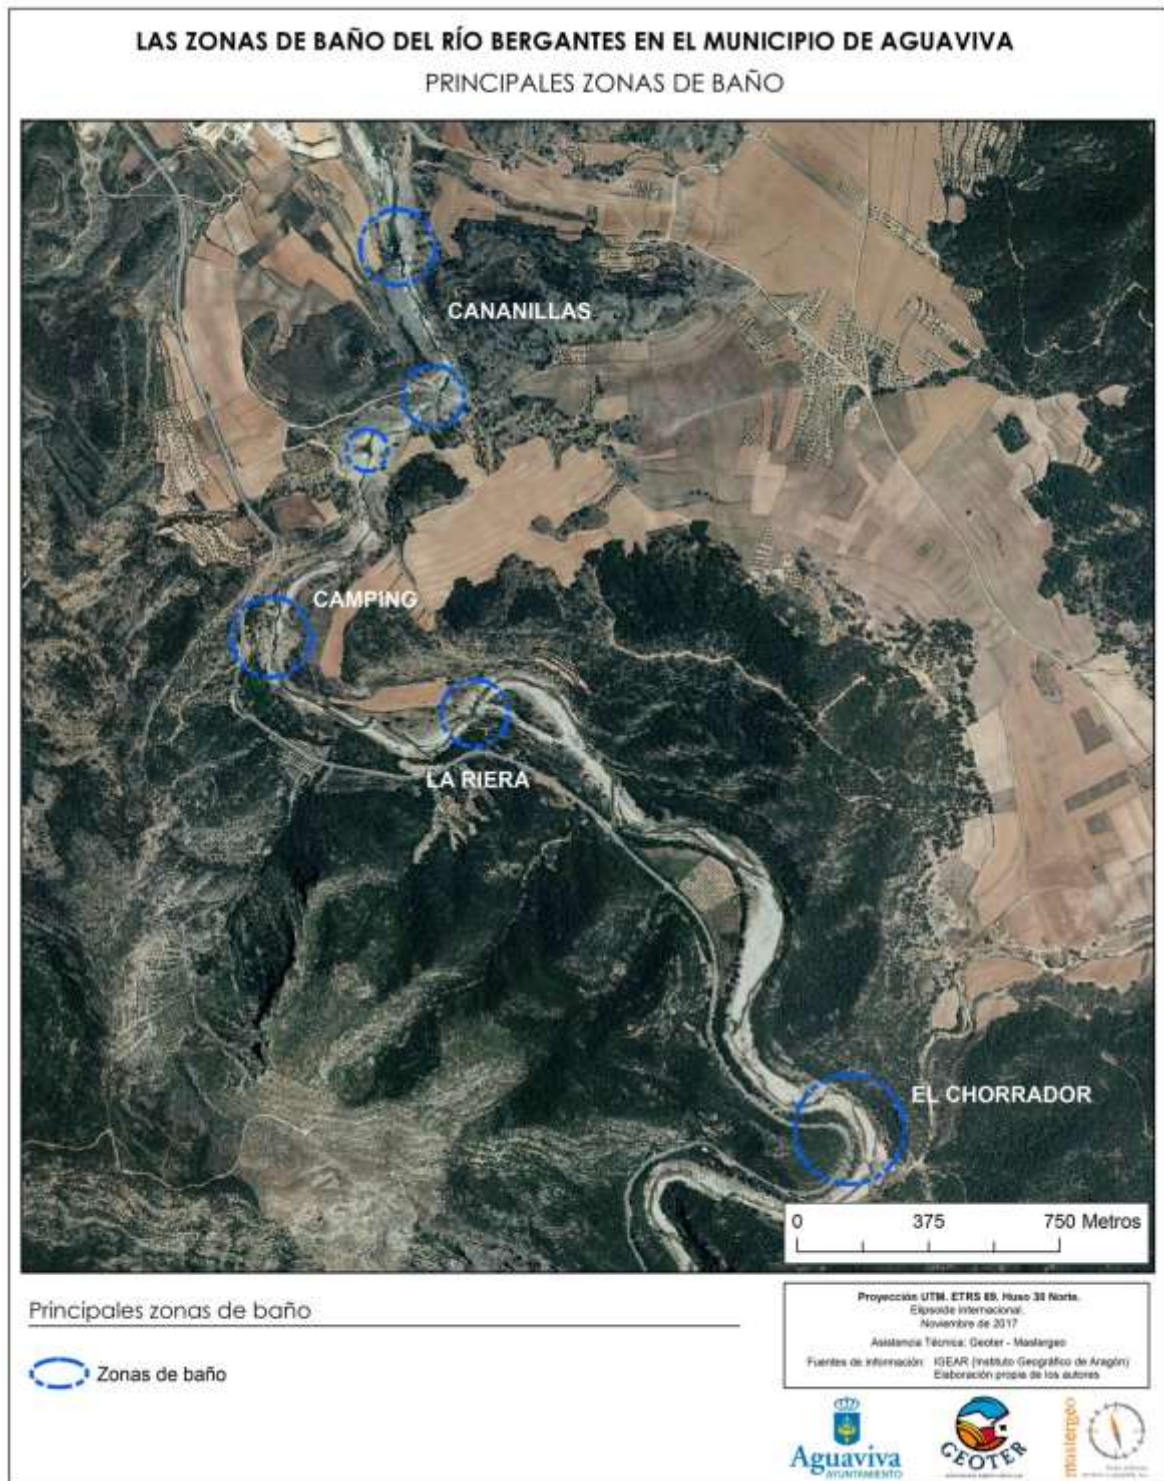 LAS ZONAS DE BAÑO DEL RÍO BERGANTES EN EL MUNICIPIO DE AGUAVIVA
PRINCIPALES ZONAS DE BAÑO
CANANILLAS
CAMPING
LA RIERA
EL CHORRADOR
0 375 750 Metros
Principales zonas de baño
Zonas de baño
Proyección UTM. ETRS 89. Huso 30 Norte.
Elipsoide internacional.
Noviembre de 2017
Asistencia Técnica: Geoter - Mastergeo
Fuentes de información: IGEAR (Instituto Geográfico de Aragón)
Elaboración propia de los autores
Aguaviva
AYUNTAMIENTO
GEOTER
mastergeo